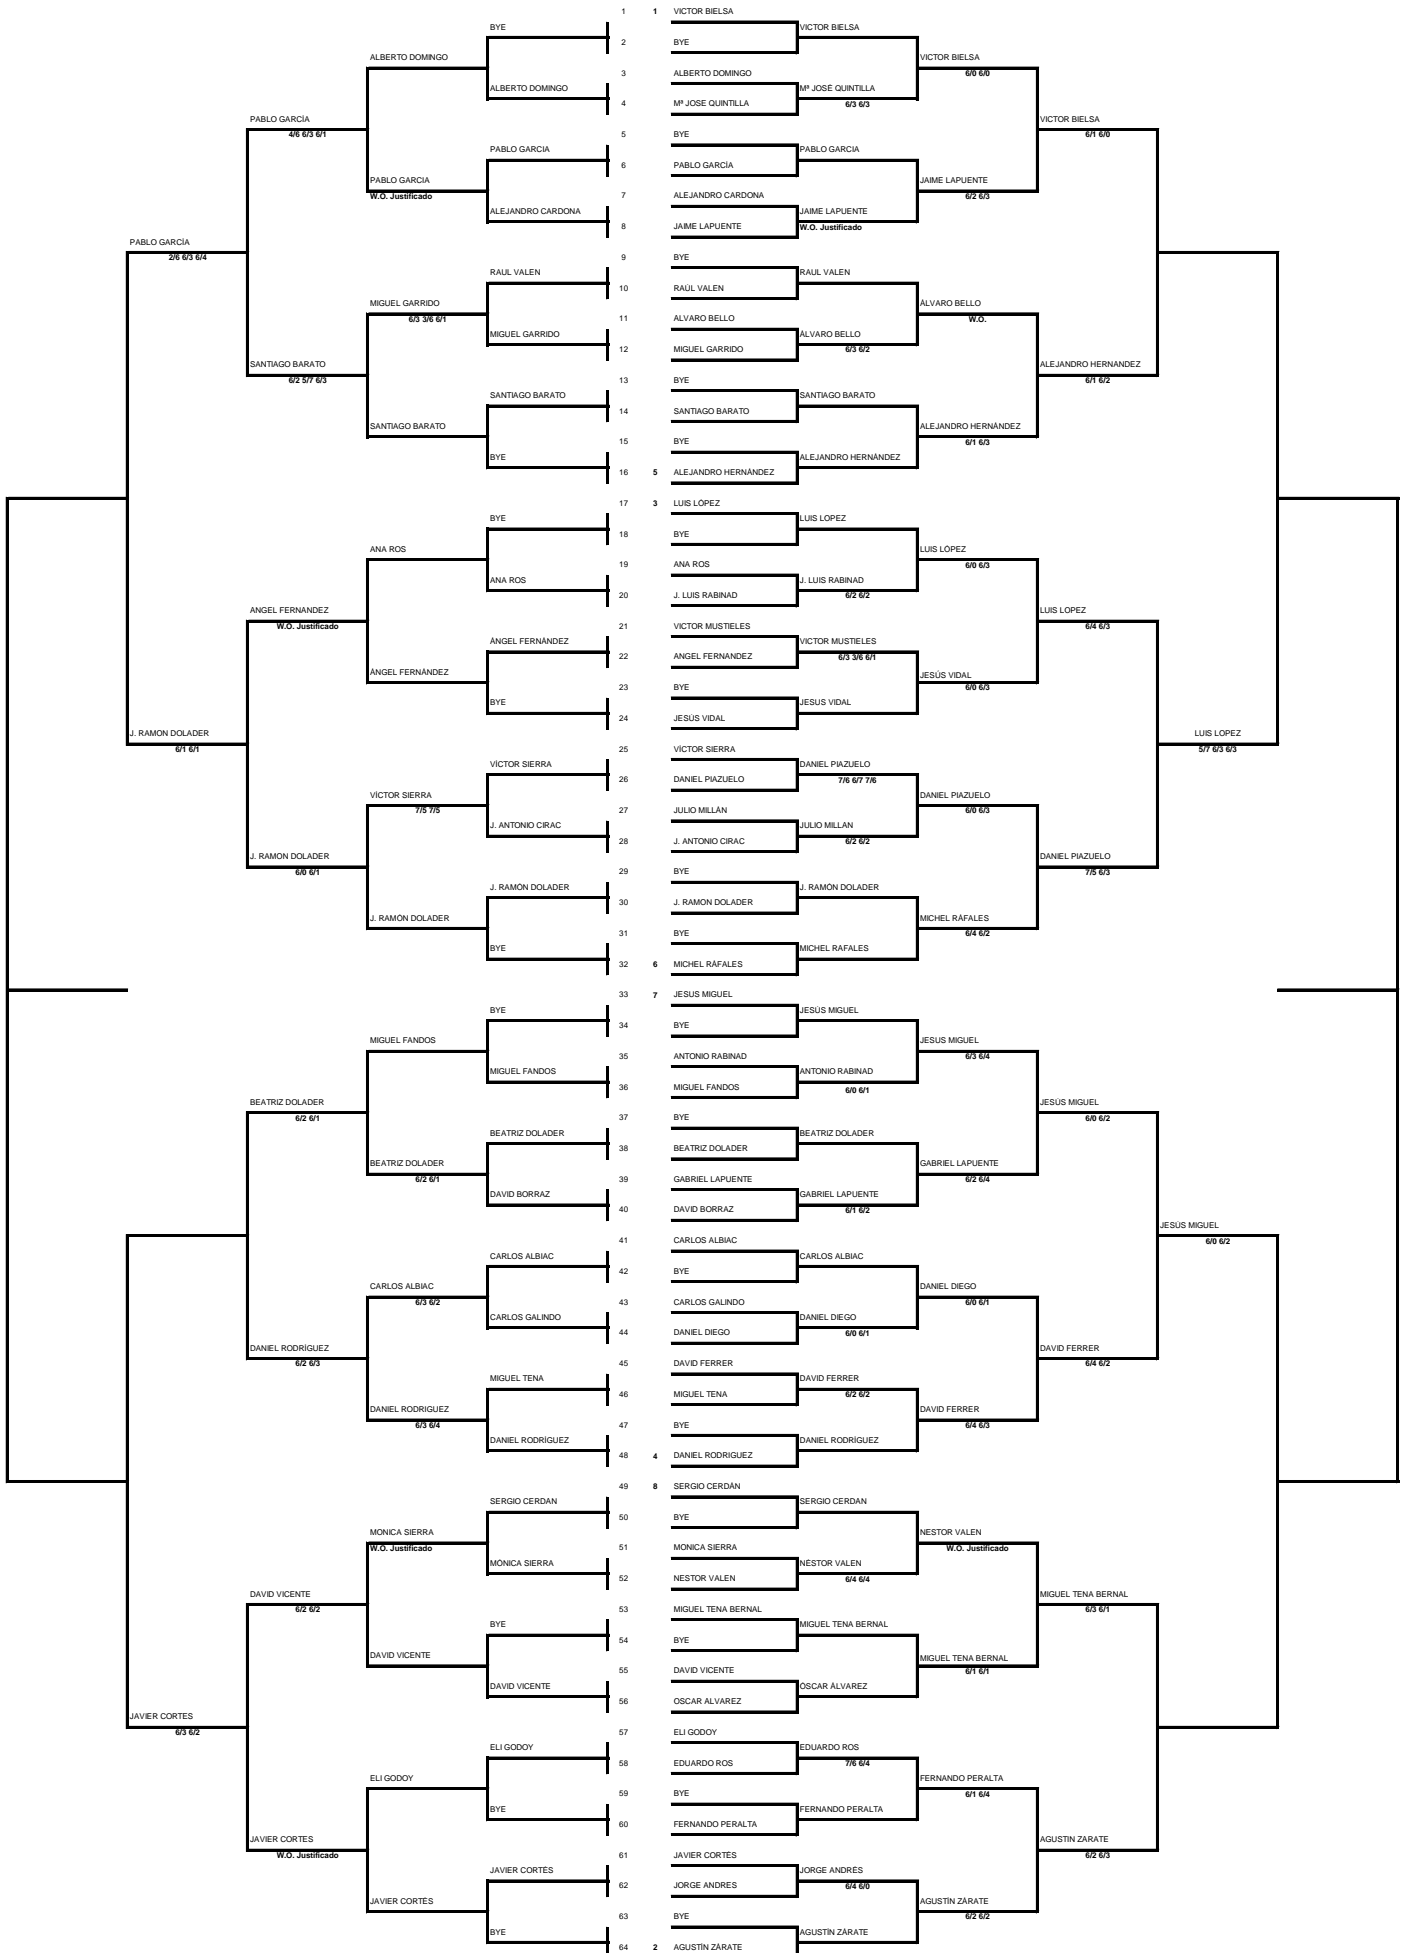 1 1 VICTOR BIELSA
BYE VICTOR BIELSA
2 BYE
ALBERTO DOMINGO VICTOR BIELSA
3 ALBERTO DOMINGO 6/0 6/0
ALBERTO DOMINGO Mª JOSÉ QUINTILLA
4 Mª JOSE QUINTILLA 6/3 6/3
PABLO GARCÍA VICTOR BIELSA
4/6 6/3 6/1 5 BYE 6/1 6/0
PABLO GARCIA PABLO GARCIA
6 PABLO GARCÍA
PABLO GARCIA JAIME LAPUENTE
W.O. Justificado 7 ALEJANDRO CARDONA 6/2 6/3
ALEJANDRO CARDONA JAIME LAPUENTE
8 JAIME LAPUENTE W.O. Justificado
PABLO GARCÍA
2/6 6/3 6/4 9 BYE
RAUL VALEN RAUL VALEN
10 RAÚL VALEN
MIGUEL GARRIDO ÁLVARO BELLO
6/3 3/6 6/1 11 ALVARO BELLO W.O.
MIGUEL GARRIDO ÁLVARO BELLO
12 MIGUEL GARRIDO 6/3 6/2
SANTIAGO BARATO ALEJANDRO HERNANDEZ
6/2 5/7 6/3 13 BYE 6/1 6/2
SANTIAGO BARATO SANTIAGO BARATO
14 SANTIAGO BARATO
SANTIAGO BARATO ALEJANDRO HERNÁNDEZ
15 BYE 6/1 6/3
BYE ALEJANDRO HERNÁNDEZ
16 5 ALEJANDRO HERNÁNDEZ
17 3 LUIS LÓPEZ
BYE LUIS LOPEZ
18 BYE
ANA ROS LUIS LÓPEZ
19 ANA ROS 6/0 6/3
ANA ROS J. LUIS RABINAD
20 J. LUIS RABINAD 6/2 6/2
ANGEL FERNANDEZ LUIS LOPEZ
W.O. Justificado 21 VICTOR MUSTIELES 6/4 6/3
ÁNGEL FERNÁNDEZ VICTOR MUSTIELES
22 ANGEL FERNANDEZ 6/3 3/6 6/1
ÁNGEL FERNÁNDEZ JESÚS VIDAL
23 BYE 6/0 6/3
BYE JESUS VIDAL
24 JESÚS VIDAL
J. RAMON DOLADER LUIS LOPEZ
6/1 6/1 25 VÍCTOR SIERRA 5/7 6/3 6/3
VÍCTOR SIERRA DANIEL PIAZUELO
26 DANIEL PIAZUELO 7/6 6/7 7/6
VÍCTOR SIERRA DANIEL PIAZUELO
7/5 7/5 27 JULIO MILLÁN 6/0 6/3
J. ANTONIO CIRAC JULIO MILLAN
28 J. ANTONIO CIRAC 6/2 6/2
J. RAMON DOLADER DANIEL PIAZUELO
6/0 6/1 29 BYE 7/5 6/3
J. RAMÓN DOLADER J. RAMÓN DOLADER
30 J. RAMON DOLADER
J. RAMÓN DOLADER MICHEL RÁFALES
31 BYE 6/4 6/2
BYE MICHEL RAFALES
32 6 MICHEL RÁFALES
33 7 JESUS MIGUEL
BYE JESÚS MIGUEL
34 BYE
MIGUEL FANDOS JESUS MIGUEL
35 ANTONIO RABINAD 6/3 6/4
MIGUEL FANDOS ANTONIO RABINAD
36 MIGUEL FANDOS 6/0 6/1
BEATRIZ DOLADER JESÚS MIGUEL
6/2 6/1 37 BYE 6/0 6/2
BEATRIZ DOLADER BEATRIZ DOLADER
38 BEATRIZ DOLADER
BEATRIZ DOLADER GABRIEL LAPUENTE
6/2 6/1 39 GABRIEL LAPUENTE 6/2 6/4
DAVID BORRAZ GABRIEL LAPUENTE
40 DAVID BORRAZ 6/1 6/2
JESÚS MIGUEL
41 CARLOS ALBIAC 6/0 6/2
CARLOS ALBIAC CARLOS ALBIAC
42 BYE
CARLOS ALBIAC DANIEL DIEGO
6/3 6/2 43 CARLOS GALINDO 6/0 6/1
CARLOS GALINDO DANIEL DIEGO
44 DANIEL DIEGO 6/0 6/1
DANIEL RODRÍGUEZ DAVID FERRER
6/2 6/3 45 DAVID FERRER 6/4 6/2
MIGUEL TENA DAVID FERRER
46 MIGUEL TENA 6/2 6/2
DANIEL RODRIGUEZ DAVID FERRER
6/3 6/4 47 BYE 6/4 6/3
DANIEL RODRÍGUEZ DANIEL RODRÍGUEZ
48 4 DANIEL RODRIGUEZ
49 8 SERGIO CERDÁN
SERGIO CERDAN SERGIO CERDAN
50 BYE
MONICA SIERRA NESTOR VALEN
W.O. Justificado 51 MONICA SIERRA W.O. Justificado
MÓNICA SIERRA NÉSTOR VALEN
52 NESTOR VALEN 6/4 6/4
DAVID VICENTE MIGUEL TENA BERNAL
6/2 6/2 53 MIGUEL TENA BERNAL 6/3 6/1
BYE MIGUEL TENA BERNAL
54 BYE
DAVID VICENTE MIGUEL TENA BERNAL
55 DAVID VICENTE 6/1 6/1
DAVID VICENTE ÓSCAR ÁLVAREZ
56 OSCAR ALVAREZ
JAVIER CORTES
6/3 6/2 57 ELI GODOY
ELI GODOY EDUARDO ROS
58 EDUARDO ROS 7/6 6/4
ELI GODOY FERNANDO PERALTA
59 BYE 6/1 6/4
BYE FERNANDO PERALTA
60 FERNANDO PERALTA
JAVIER CORTES AGUSTIN ZARATE
W.O. Justificado 61 JAVIER CORTÉS 6/2 6/3
JAVIER CORTÉS JORGE ANDRÉS
62 JORGE ANDRES 6/4 6/0
JAVIER CORTÉS AGUSTÍN ZÁRATE
63 BYE 6/2 6/2
BYE AGUSTÍN ZÁRATE
64 2 AGUSTÍN ZÁRATE